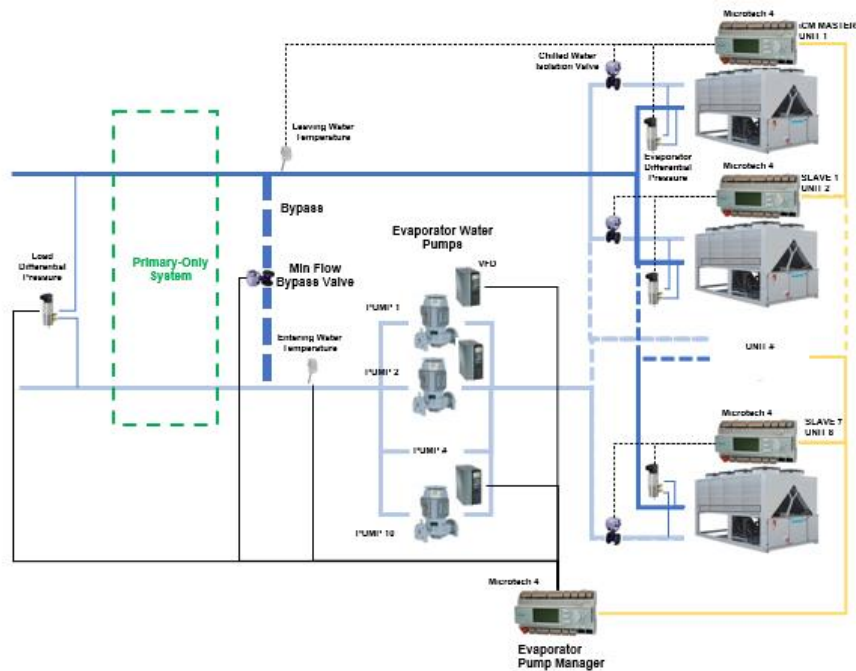 Microtech 4
ICM MASTER
UNIT 1
Chilled Water
Isolation Valve
Leaving Water
Temperature
Evaporator
Differential
Pressure
Microtech 4
SLAVE 1
UNIT 2
Bypass
Evaporator Water
Pumps
Load
Differential
Pressure
Primary-Only
System
Min Flow
Bypass Valve
VFD
PUMP 1
Entering Water
Temperature
PUMP 2
UNIT #
Microtech 4
SLAVE 7
UNIT 8
PUMP #
PUMP 10
Microtech 4
Evaporator
Pump Manager